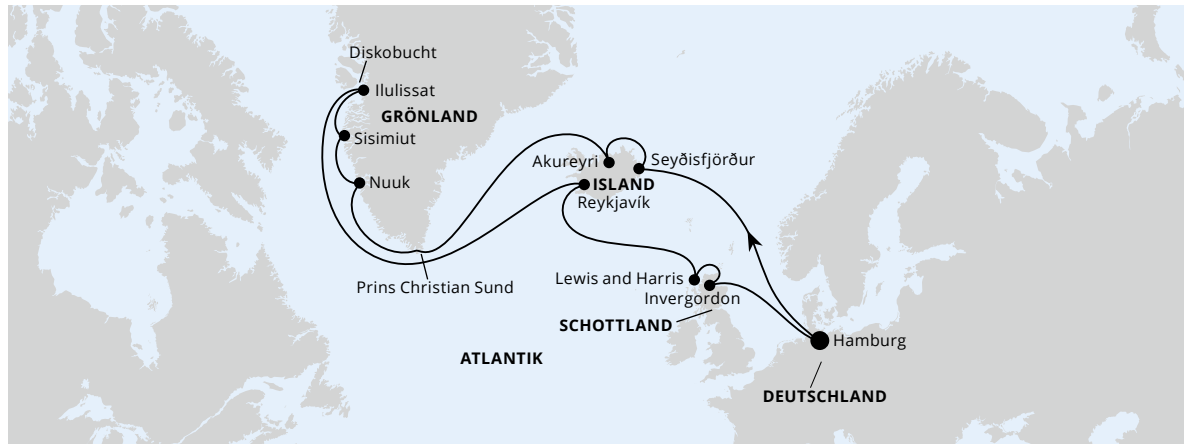 Diskobucht
Ilulissat
GRÖNLAND
Sisimiut
Akureyri
Seyðisfjörður
Nuuk
ISLAND
Reykjavík
Lewis and Harris
Prins Christian Sund
Invergordon
SCHOTTLAND
Hamburg
ATLANTIK
DEUTSCHLAND